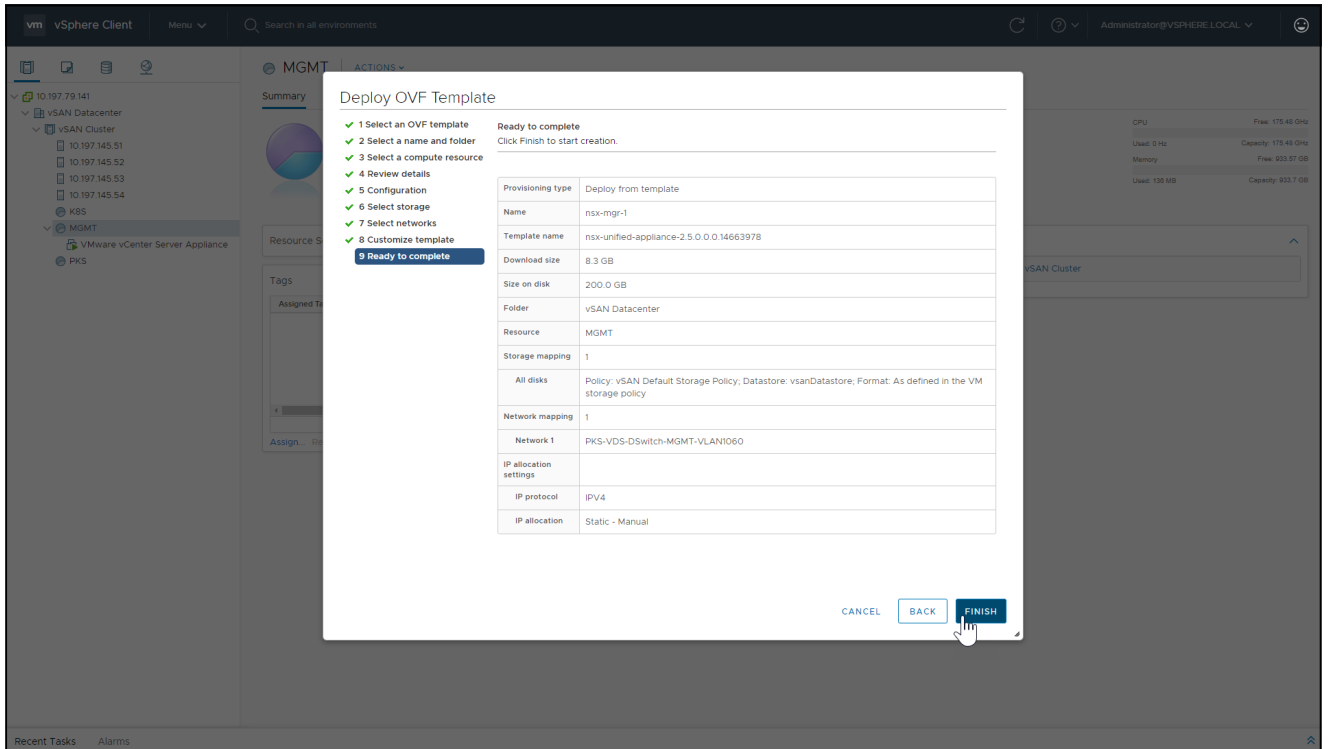 vm vSphere Client Menu Search in all environments Administrator@VSPHERE.LOCAL
10.197.79.141
vSAN Datacenter
vSAN Cluster
10.197.145.51
10.197.145.52
10.197.145.53
10.197.145.54
K8S
MGMT
VMware vCenter Server Appliance
PKS
MGMT ACTIONS
Summary
Resource S
Tags
Assigned Ta
Assign... Re
Deploy OVF Template
1 Select an OVF template
2 Select a name and folder
3 Select a compute resource
4 Review details
5 Configuration
6 Select storage
7 Select networks
8 Customize template
9 Ready to complete
Ready to complete
Click Finish to start creation.
Provisioning type Deploy from template
Name nsx-mgr-1
Template name nsx-unified-appliance-2.5.0.0.0.14663978
Download size 8.3 GB
Size on disk 200.0 GB
Folder vSAN Datacenter
Resource MGMT
Storage mapping 1
All disks Policy: vSAN Default Storage Policy; Datastore: vsanDatastore; Format: As defined in the VM
storage policy
Network mapping 1
Network 1 PKS-VDS-DSwitch-MGMT-VLAN1060
IP allocation
settings
IP protocol IPV4
IP allocation Static - Manual
CANCEL BACK FINISH
CPU Free: 175.48 GHz
Used: 0 Hz Capacity: 175.48 GHz
Memory Free: 933.57 GB
Used: 136 MB Capacity: 933.7 GB
vSAN Cluster
Recent Tasks Alarms